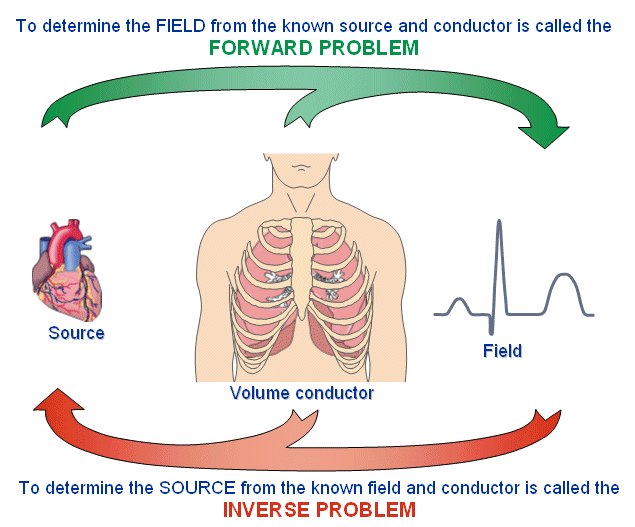 To determine the FIELD from the known source and conductor is called the
FORWARD PROBLEM
Source
Volume conductor
Field
To determine the SOURCE from the known field and conductor is called the
INVERSE PROBLEM